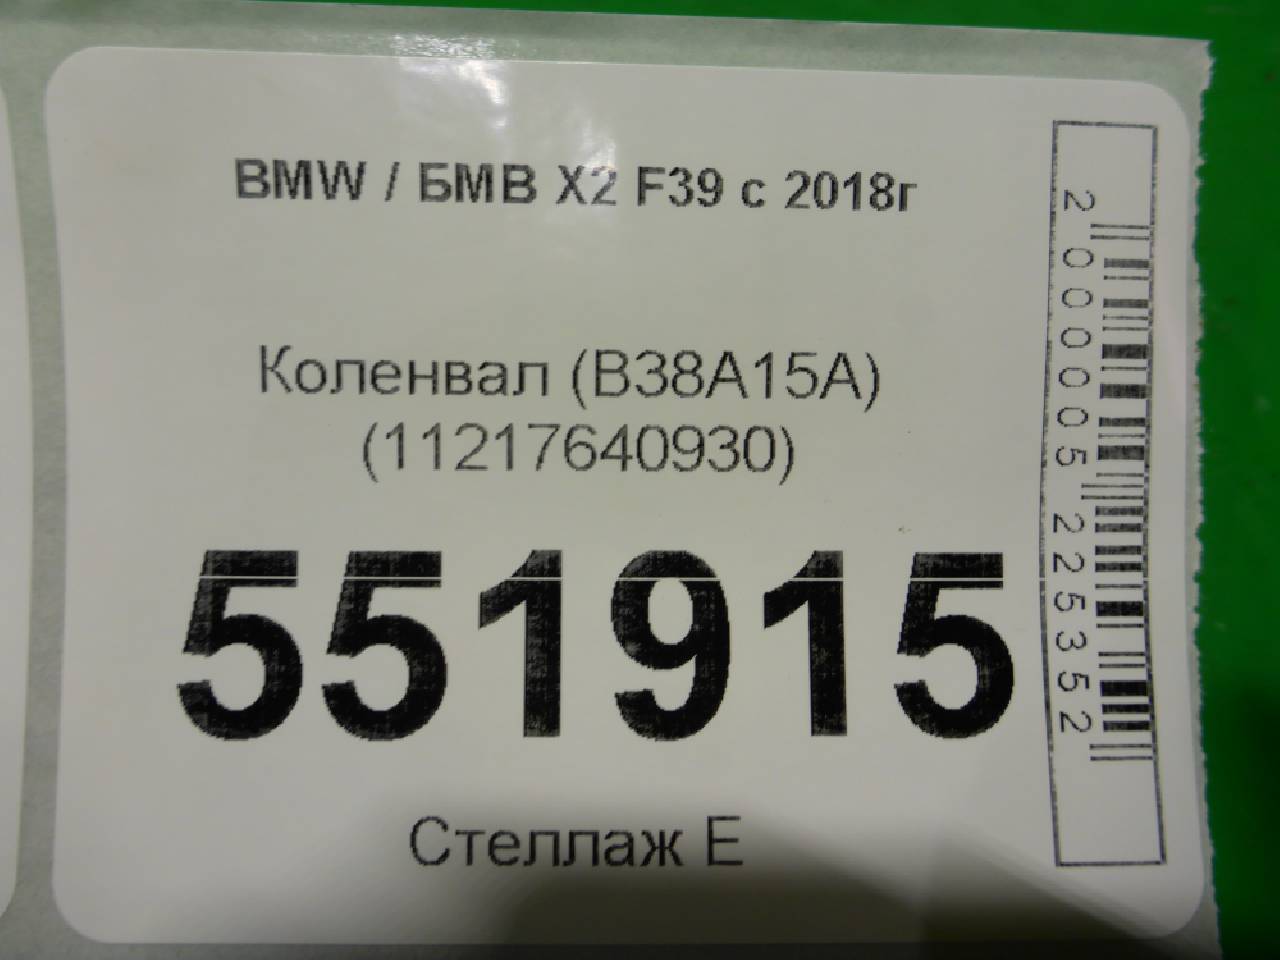 BMW / БМВ X2 F39 с 2018г
Коленвал (B38A15A)
(11217640930)
551915
Стеллаж E
2000005225352